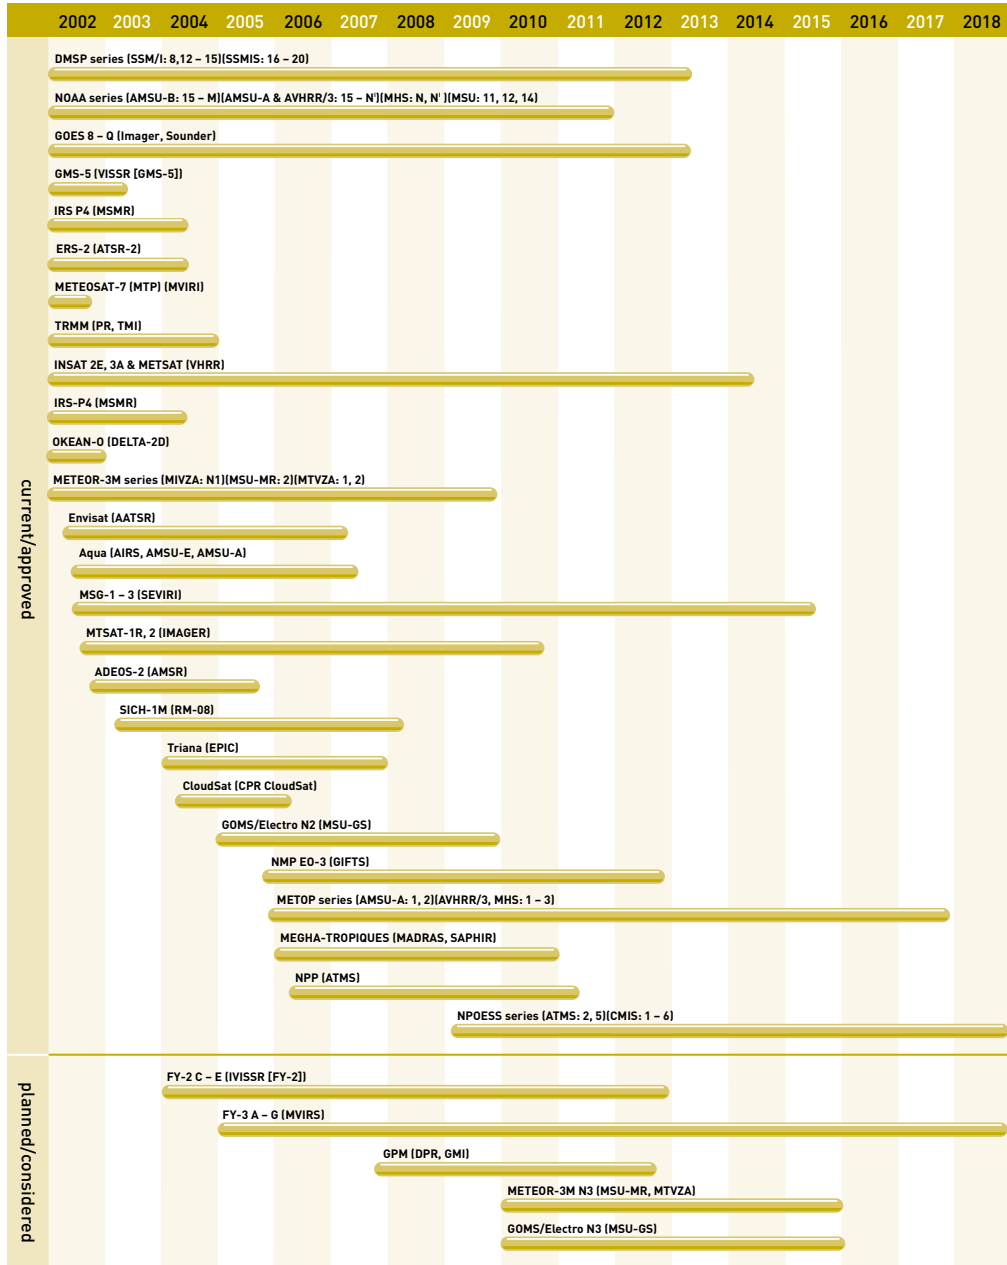 2002 2003 2004 2005 2006 2007 2008 2009 2010 2011 2012 2013 2014 2015 2016 2017 2018
current/approved
DMSP series (SSM/I: 8,12 – 15)(SSMIS: 16 – 20)
NOAA series (AMSU-B: 15 – M)(AMSU-A & AVHRR/3: 15 – N')(MHS: N, N' )(MSU: 11, 12, 14)
GOES 8 – Q (Imager, Sounder)
GMS-5 (VISSR [GMS-5])
IRS P4 (MSMR)
ERS-2 (ATSR-2)
METEOSAT-7 (MTP) (MVIRI)
TRMM (PR, TMI)
INSAT 2E, 3A & METSAT (VHRR)
IRS-P4 (MSMR)
OKEAN-O (DELTA-2D)
METEOR-3M series (MIVZA: N1)(MSU-MR: 2)(MTVZA: 1, 2)
Envisat (AATSR)
Aqua (AIRS, AMSU-E, AMSU-A)
MSG-1 – 3 (SEVIRI)
MTSAT-1R, 2 (IMAGER)
ADEOS-2 (AMSR)
SICH-1M (RM-08)
Triana (EPIC)
CloudSat (CPR CloudSat)
GOMS/Electro N2 (MSU-GS)
NMP EO-3 (GIFTS)
METOP series (AMSU-A: 1, 2)(AVHRR/3, MHS: 1 – 3)
MEGHA-TROPIQUES (MADRAS, SAPHIR)
NPP (ATMS)
NPOESS series (ATMS: 2, 5)(CMIS: 1 – 6)
planned/considered
FY-2 C – E (IVISSR [FY-2])
FY-3 A – G (MVIRS)
GPM (DPR, GMI)
METEOR-3M N3 (MSU-MR, MTVZA)
GOMS/Electro N3 (MSU-GS)